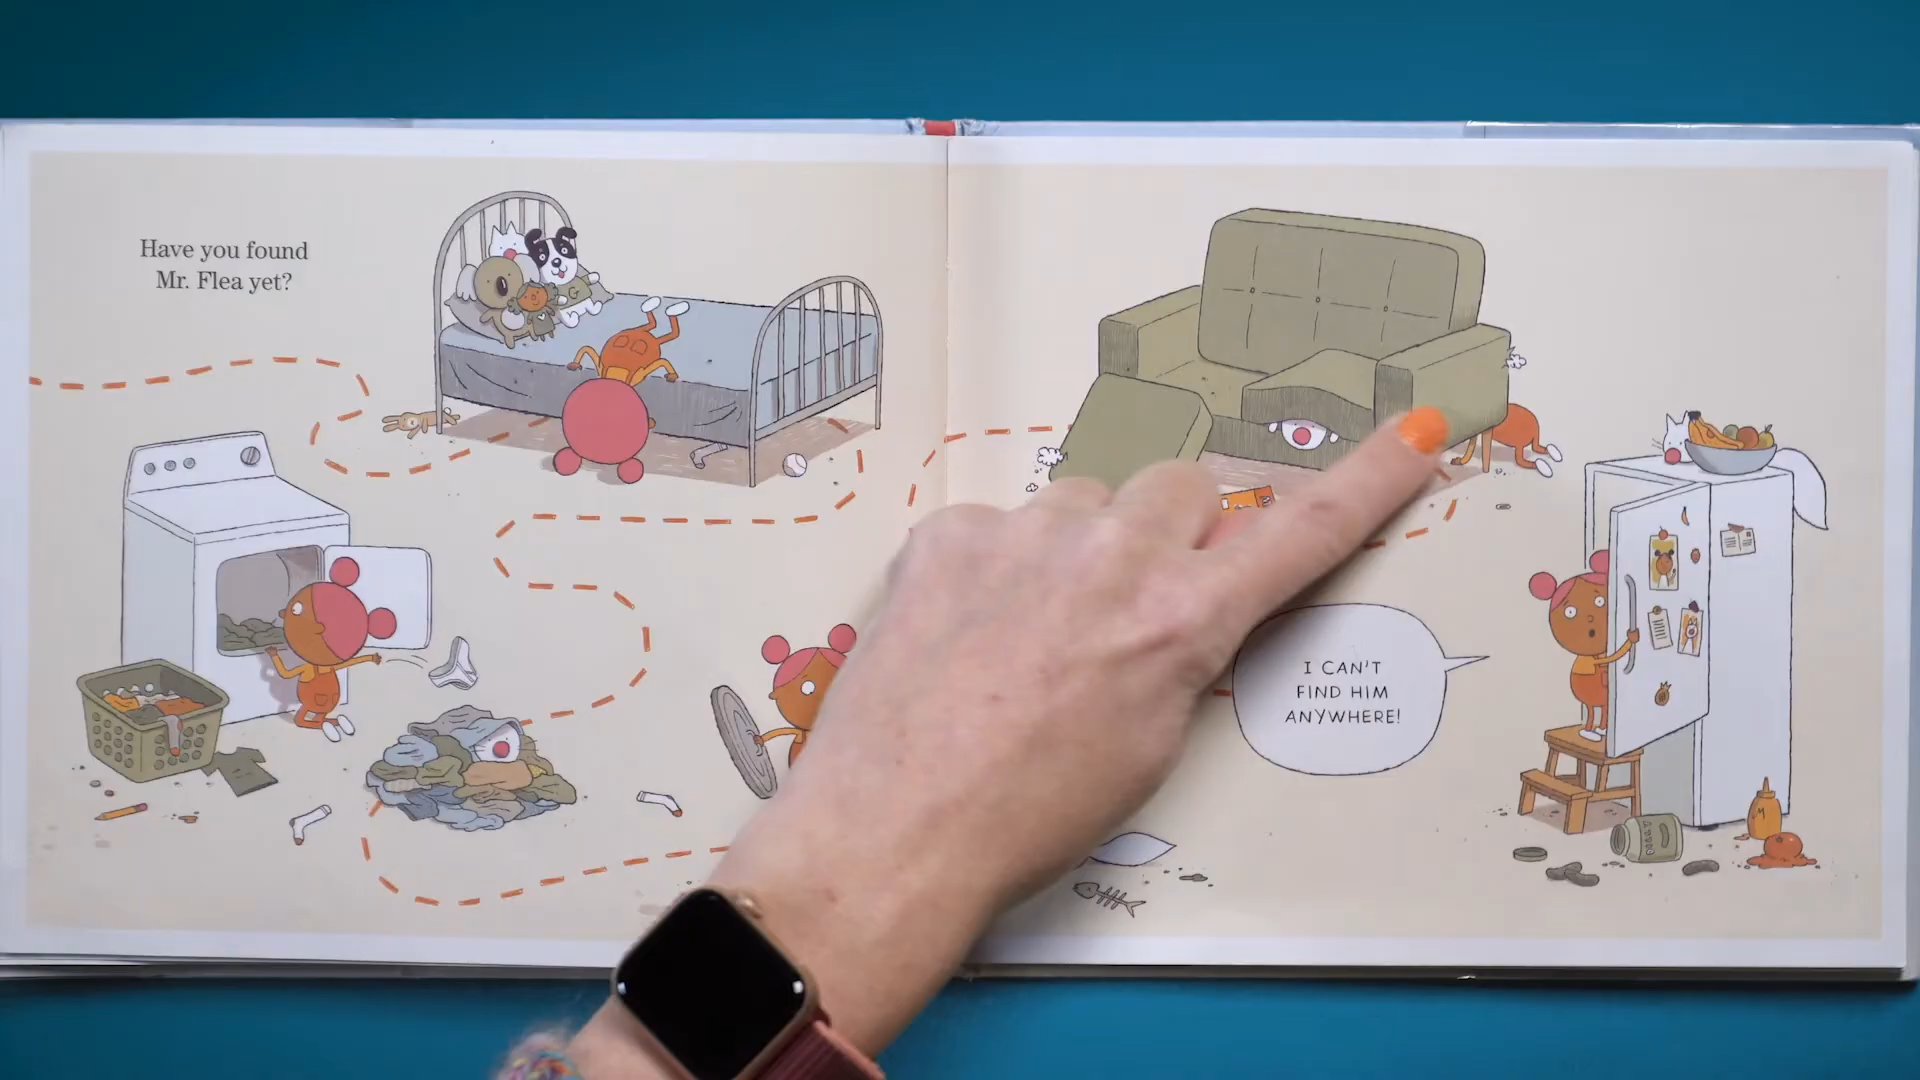 Have you found
Mr. Flea yet?
I CAN'T
FIND HIM
ANYWHERE!
M